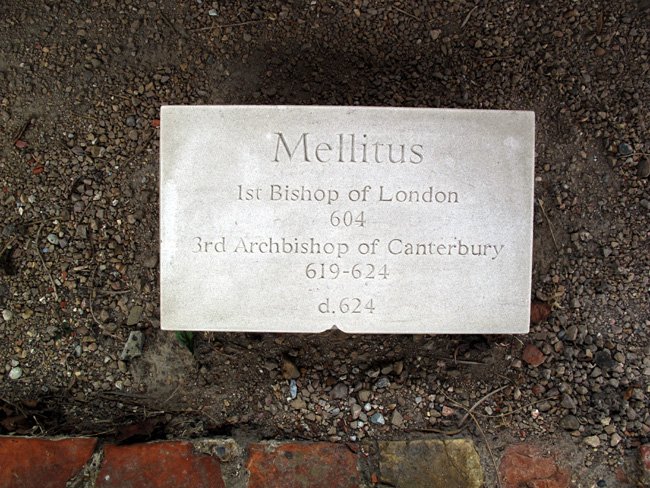 Mellitus
1st Bishop of London
604
3rd Archbishop of Canterbury
619-624
d.624